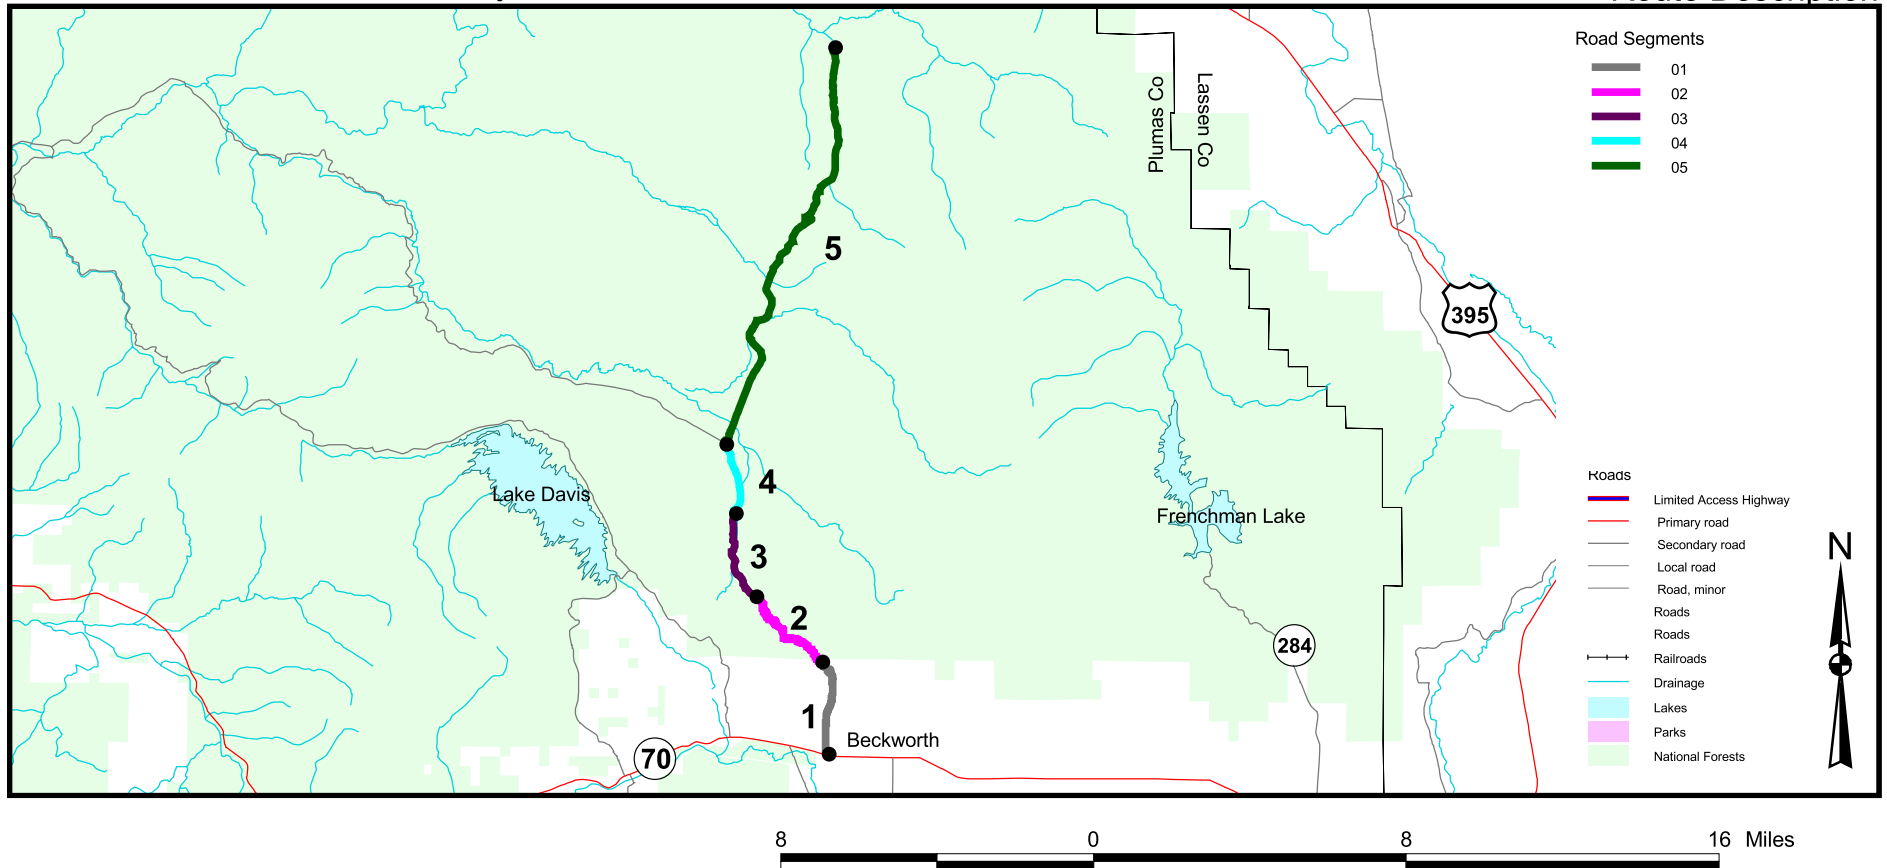 Route Description
Road Segments
01
02
03
04
05
Plumas Co
Lassen Co
5
395
4
Lake Davis
Frenchman Lake
3
2
284
1
Beckworth
70
Roads
Limited Access Highway
Primary road
Secondary road
Local road
Road, minor
Roads
Roads
Railroads
Drainage
Lakes
Parks
National Forests
N
8 0 8 16 Miles